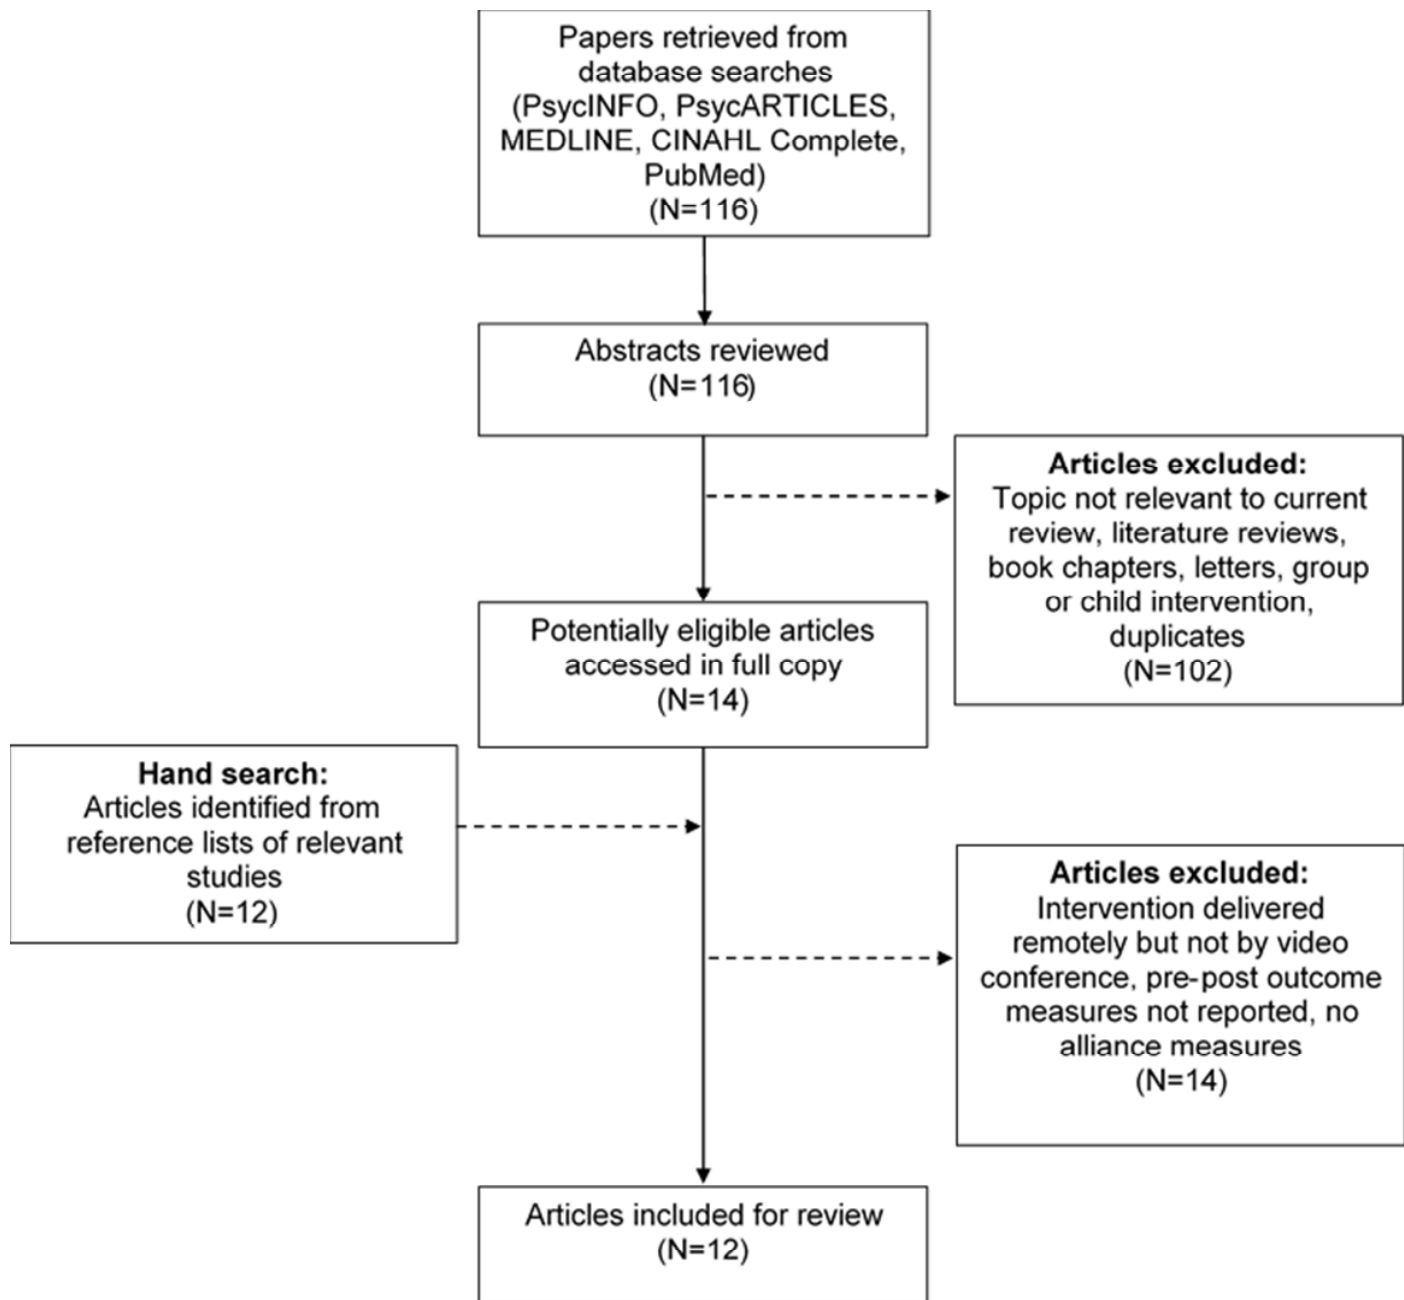 Papers retrieved from
database searches
(PsycINFO, PsycARTICLES,
MEDLINE, CINAHL Complete,
PubMed)
(N=116)
Abstracts reviewed
(N=116)
Articles excluded:
Topic not relevant to current
review, literature reviews,
book chapters, letters, group
or child intervention,
duplicates
(N=102)
Potentially eligible articles
accessed in full copy
(N=14)
Hand search:
Articles identified from
reference lists of relevant
studies
(N=12)
Articles excluded:
Intervention delivered
remotely but not by video
conference, pre-post outcome
measures not reported, no
alliance measures
(N=14)
Articles included for review
(N=12)